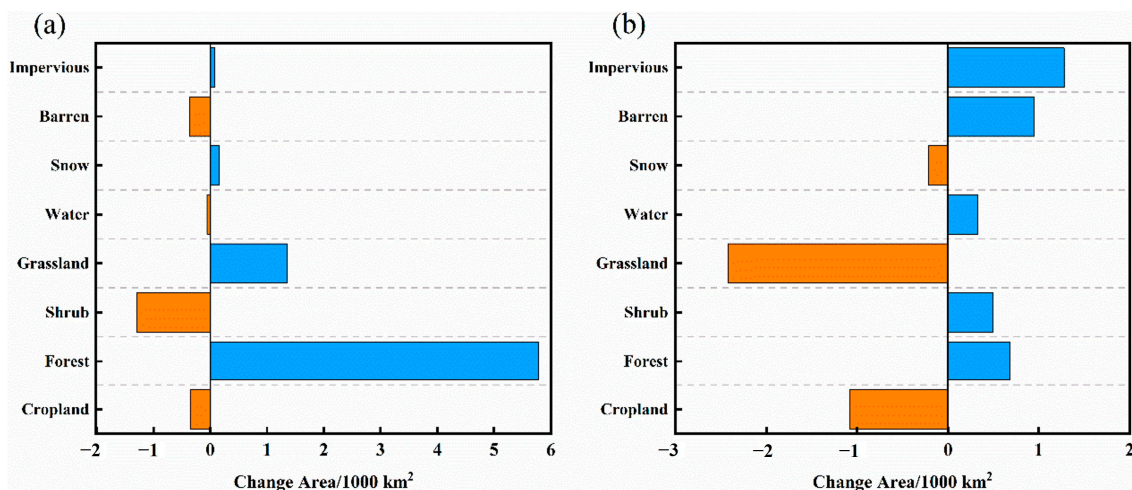 (a)
Impervious
Barren
Snow
Water
Grassland
Shrub
Forest
Cropland
−2 −1 0 1 2 3 4 5 6
Change Area/1000 km²
(b)
Impervious
Barren
Snow
Water
Grassland
Shrub
Forest
Cropland
−3 −2 −1 0 1 2
Change Area/1000 km²